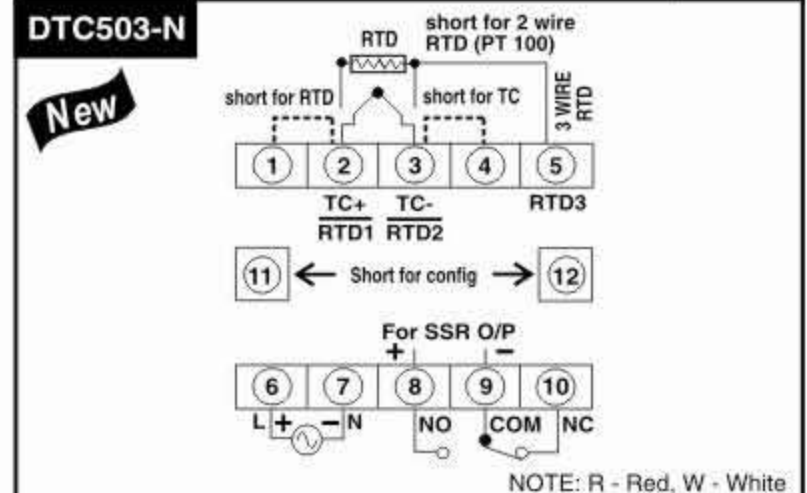 DTC503-N
New
RTD
short for 2 wire
RTD (PT 100)
short for RTD
short for TC
3 WIRE
RTD
1 2 3 4 5
TC+ TC- RTD3
RTD1 RTD2
11 Short for config 12
For SSR O/P
+ -
6 7 8 9 10
L + - N NO COM NC
NOTE: R - Red, W - White